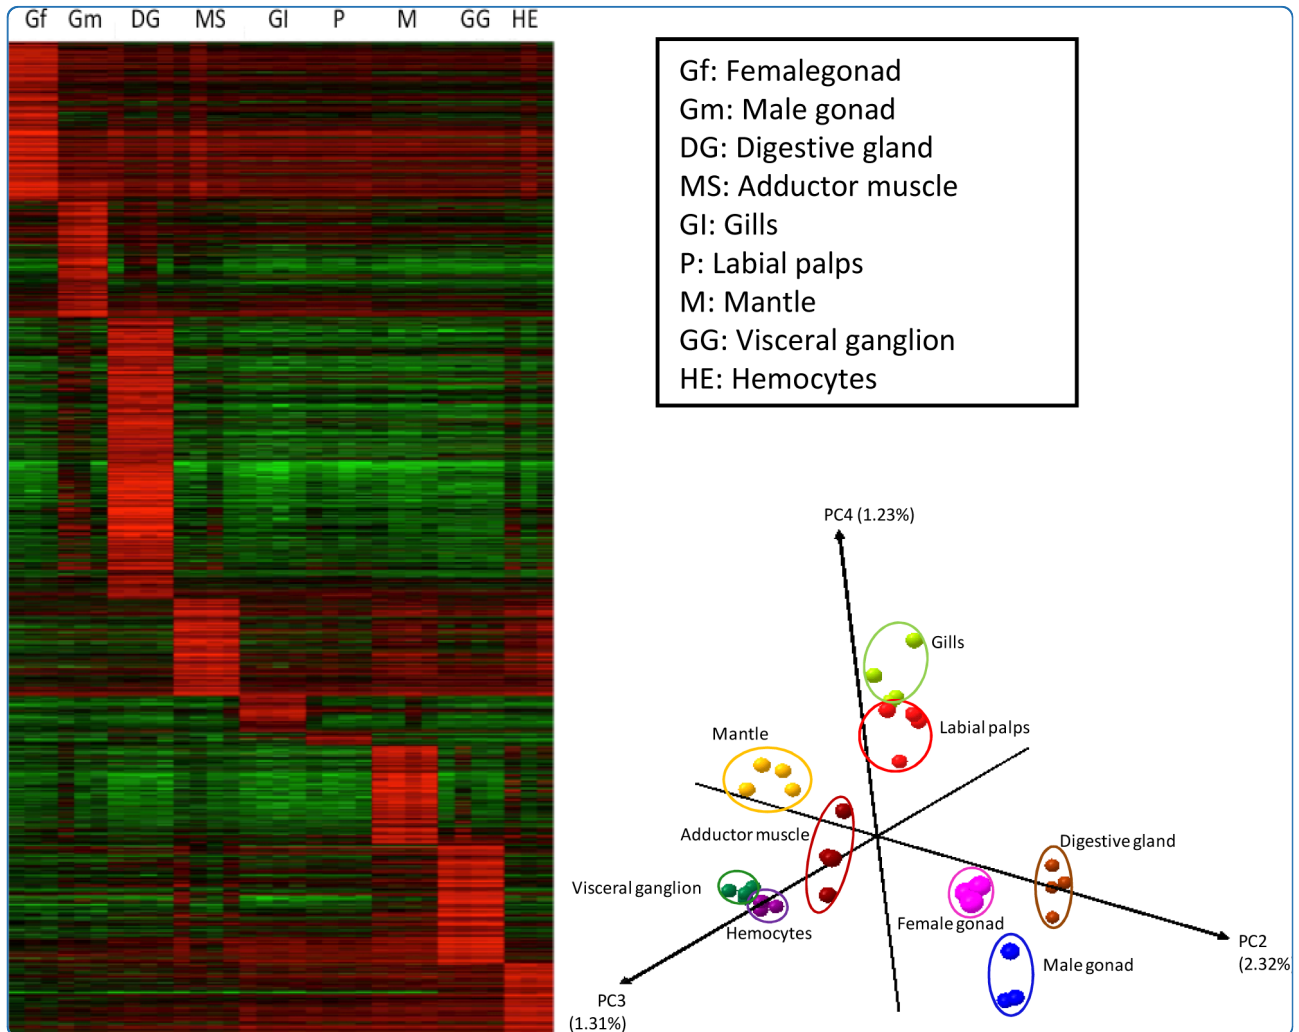 Gf Gm DG MS GI P M GG HE
Gf: Femalegonad
Gm: Male gonad
DG: Digestive gland
MS: Adductor muscle
GI: Gills
P: Labial palps
M: Mantle
GG: Visceral ganglion
HE: Hemocytes
PC4 (1.23%)
Gills
Labial palps
Mantle
Adductor muscle
Digestive gland
Visceral ganglion
Female gonad
Hemocytes
Male gonad
PC2
(2.32%)
PC3
(1.31%)